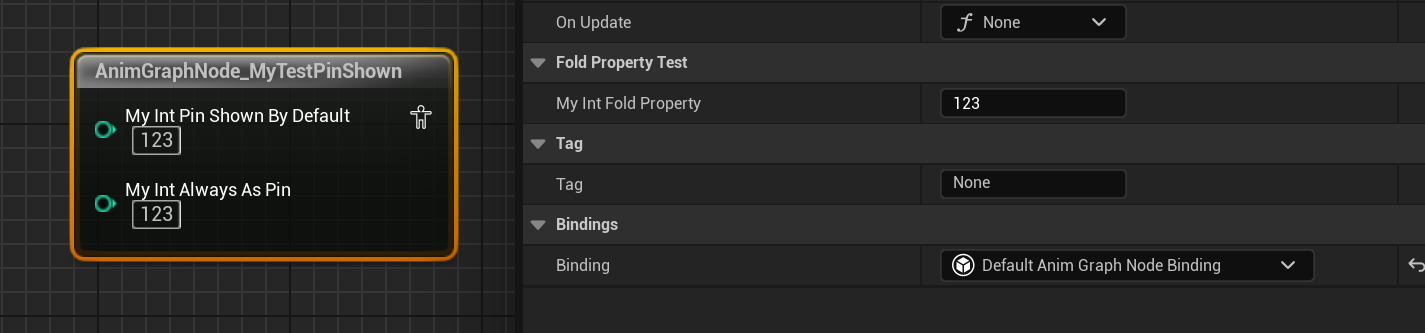 AnimGraphNode_MyTestPinShown
My Int Pin Shown By Default
123
My Int Always As Pin
123
On Update
None
Fold Property Test
My Int Fold Property
123
Tag
Tag
None
Bindings
Binding
Default Anim Graph Node Binding